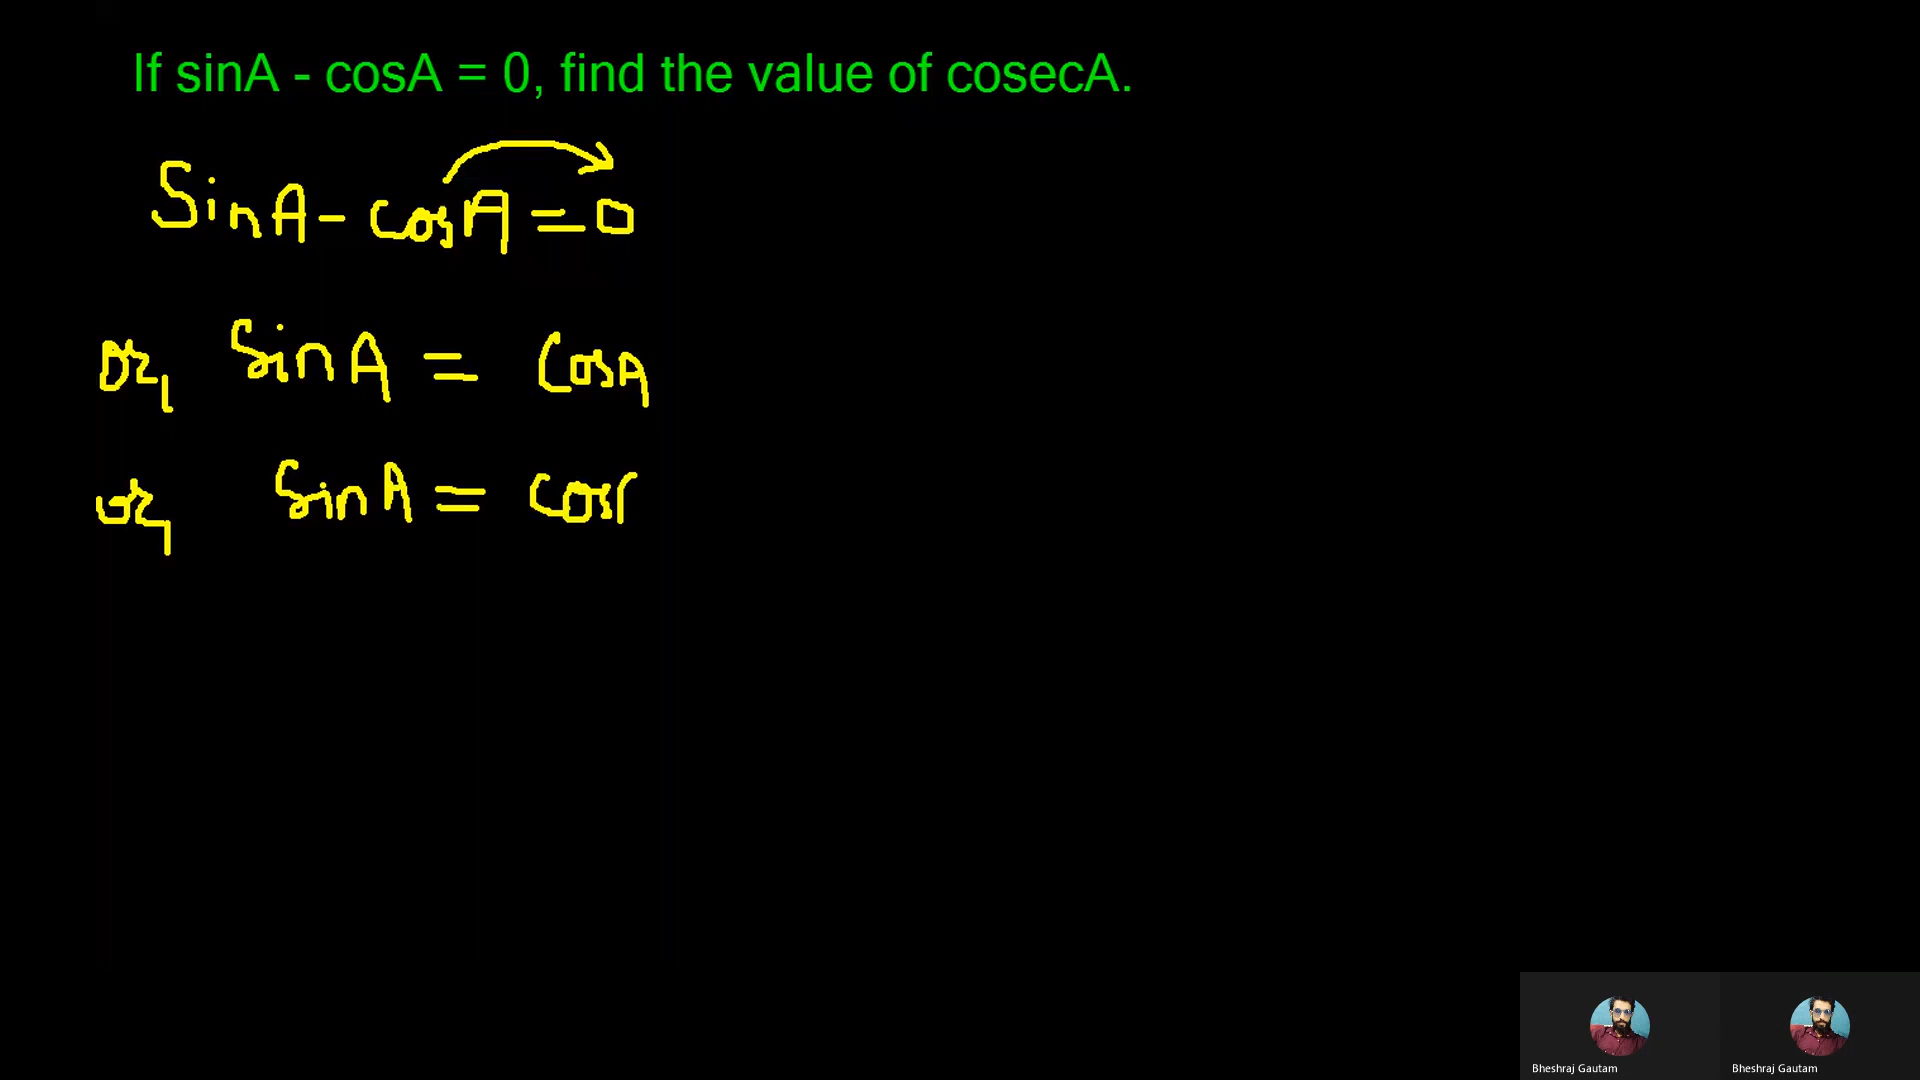 If sinA - cosA = 0, find the value of cosecA.
SinA - cosA = 0
or, sinA = cosA
or, sinA = cos(
Bheshraj Gautam
Bheshraj Gautam